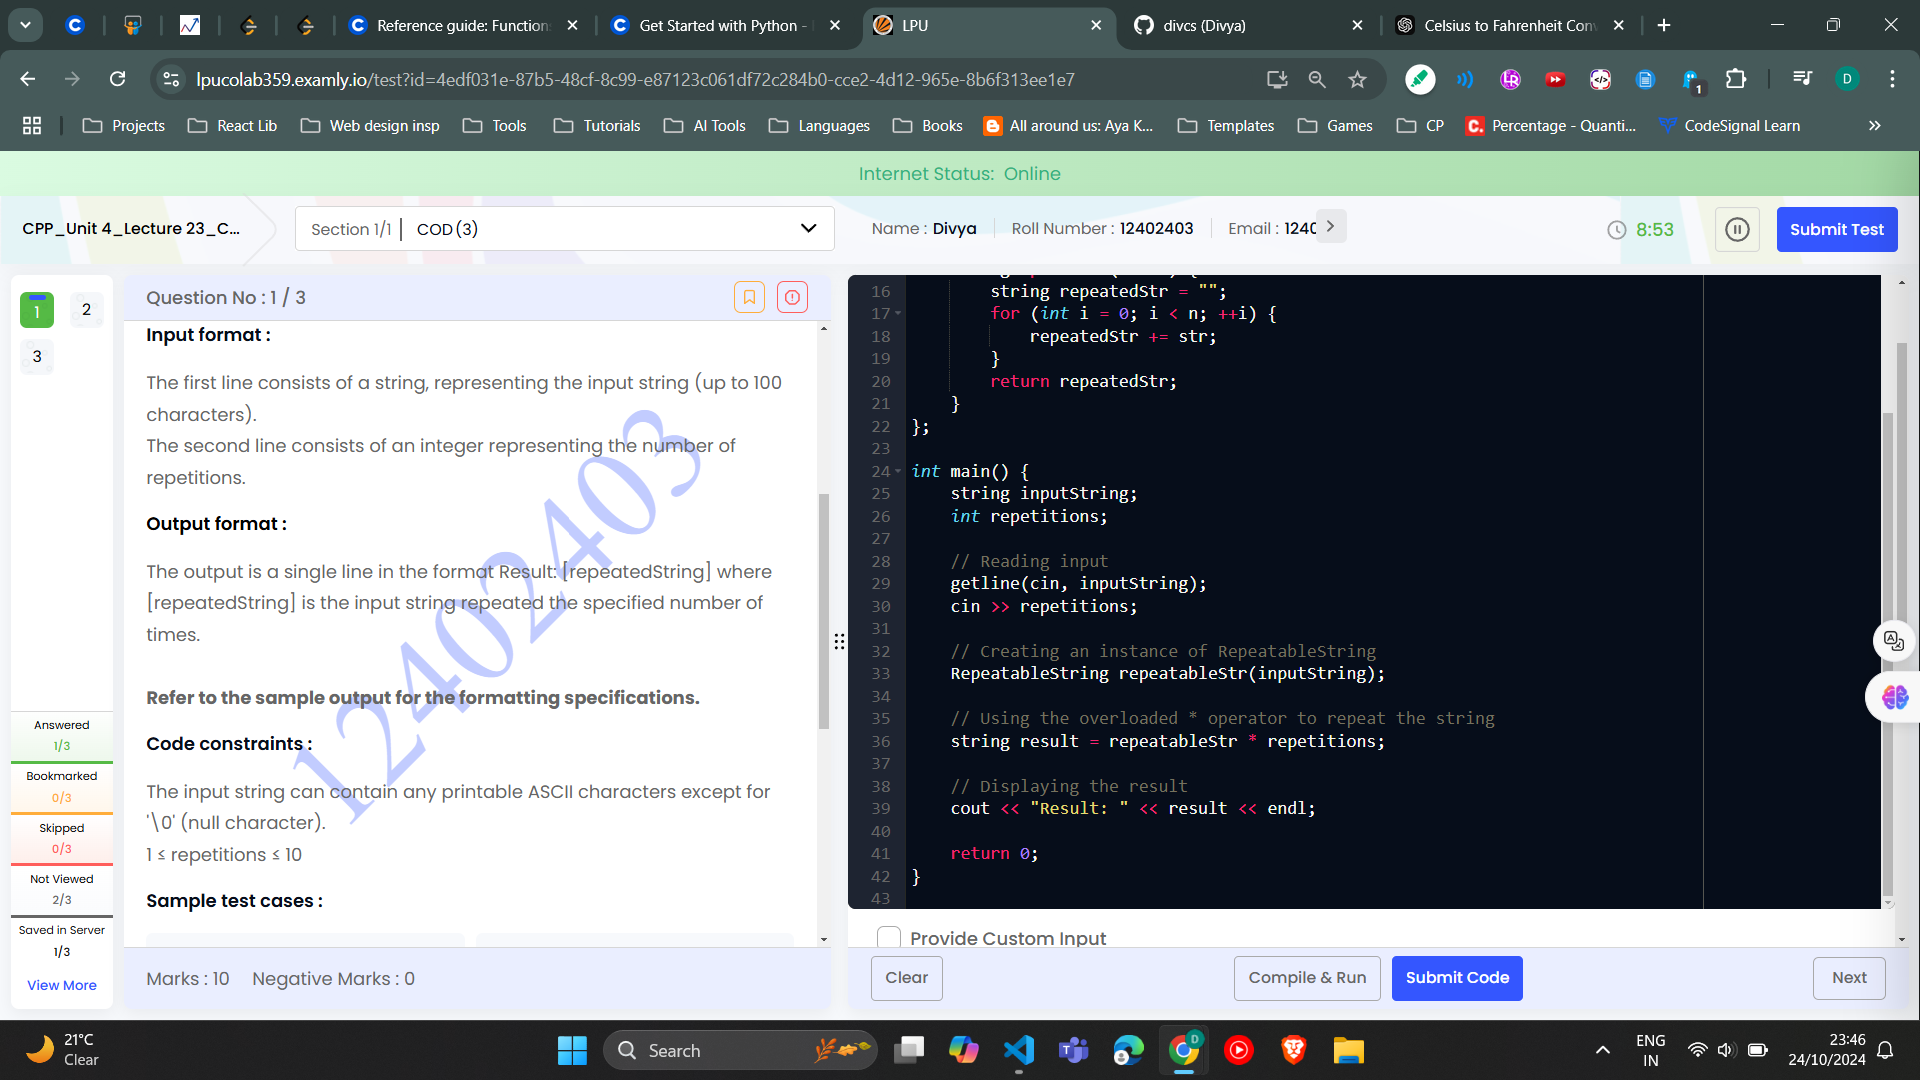 Reference guide: Function
Get Started with Python -
LPU
divcs (Divya)
Celsius to Fahrenheit Con
lpucolab359.examly.io/test?id=4edf031e-87b5-48cf-8c99-e87123c061df72c284b0-cce2-4d12-965e-8b6f313ee1e7
1
D
Projects
React Lib
Web design insp
Tools
Tutorials
AI Tools
Languages
Books
All around us: Aya K...
Templates
Games
CP
Percentage - Quanti...
CodeSignal Learn
Internet Status: Online
CPP_Unit 4_Lecture 23_C...
Section 1/1 | COD(3)
Name : Divya
Roll Number : 12402403
Email : 1240
8:53
Submit Test
1
2
3
Question No : 1 / 3
Input format :
The first line consists of a string, representing the input string (up to 100
characters).
The second line consists of an integer representing the number of
repetitions.
Output format :
The output is a single line in the format Result: [repeatedString] where
[repeatedString] is the input string repeated the specified number of
times.
Refer to the sample output for the formatting specifications.
Code constraints :
The input string can contain any printable ASCII characters except for
'\0' (null character).
1 ≤ repetitions ≤ 10
Sample test cases :
12402403
Answered
1/3
Bookmarked
0/3
Skipped
0/3
Not Viewed
2/3
Saved in Server
1/3
View More
Marks : 10
Negative Marks : 0
16 string repeatedStr = "";
17 for (int i = 0; i < n; ++i) {
18 repeatedStr += str;
19 }
20 return repeatedStr;
21 }
22 };
23
24 int main() {
25 string inputString;
26 int repetitions;
27
28 // Reading input
29 getline(cin, inputString);
30 cin >> repetitions;
31
32 // Creating an instance of RepeatableString
33 RepeatableString repeatableStr(inputString);
34
35 // Using the overloaded * operator to repeat the string
36 string result = repeatableStr * repetitions;
37
38 // Displaying the result
39 cout << "Result: " << result << endl;
40
41 return 0;
42 }
43
Provide Custom Input
Clear
Compile & Run
Submit Code
Next
21°C
Clear
Search
ENG
IN
23:46
24/10/2024